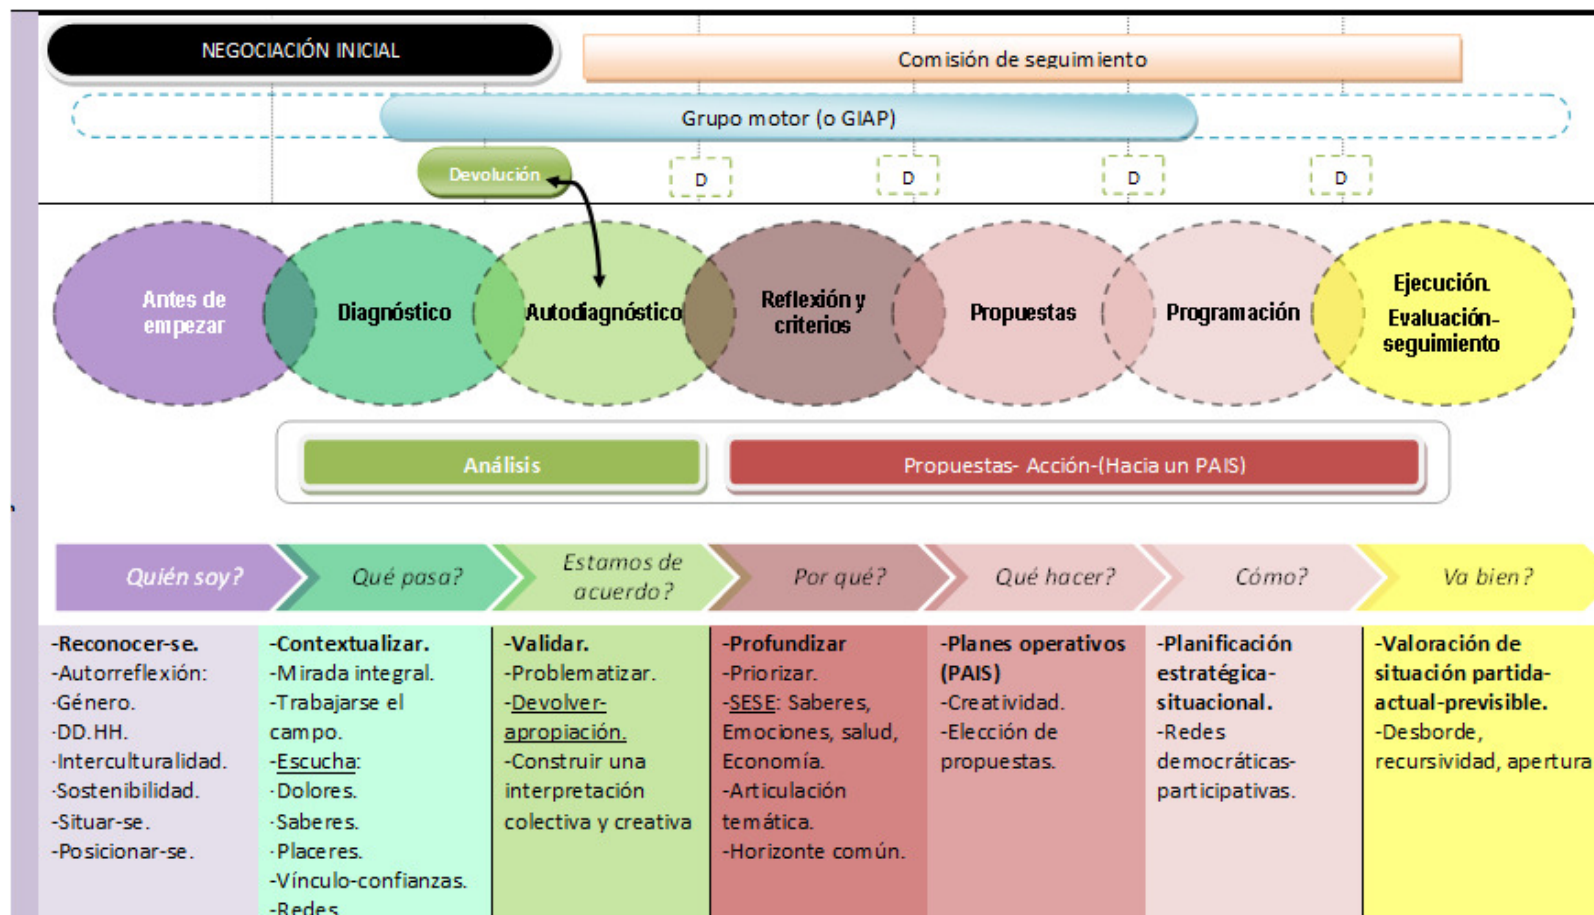 NEGOCIACIÓN INICIAL
Comisión de seguimiento
Grupo motor (o GIAP)
Devolución
D
D
D
D
Antes de
empezar
Diagnóstico
Autodiagnóstico
Reflexión y
criterios
Propuestas
Programación
Ejecución.
Evaluación-
seguimiento
Análisis
Propuestas- Acción-(Hacia un PAIS)
Quién soy?
Qué pasa?
Estamos de
acuerdo?
Por qué?
Qué hacer?
Cómo?
Va bien?
-Reconocer-se.
-Autorreflexión:
·Género.
·DD.HH.
·Interculturalidad.
·Sostenibilidad.
-Situar-se.
-Posicionar-se.
-Contextualizar.
-Mirada integral.
-Trabajarse el
campo.
-Escucha:
·Dolores.
·Saberes.
·Placeres.
-Vínculo-confianzas.
-Redes
-Validar.
-Problematizar.
-Devolver-
apropiación.
-Construir una
interpretación
colectiva y creativa
-Profundizar
-Priorizar.
-SESE: Saberes,
Emociones, salud,
Economía.
-Articulación
temática.
-Horizonte común.
-Planes operativos
(PAIS)
-Creatividad.
-Elección de
propuestas.
-Planificación
estratégica-
situacional.
-Redes
democráticas-
participativas.
-Valoración de
situación partida-
actual-previsible.
-Desborde,
recursividad, apertura